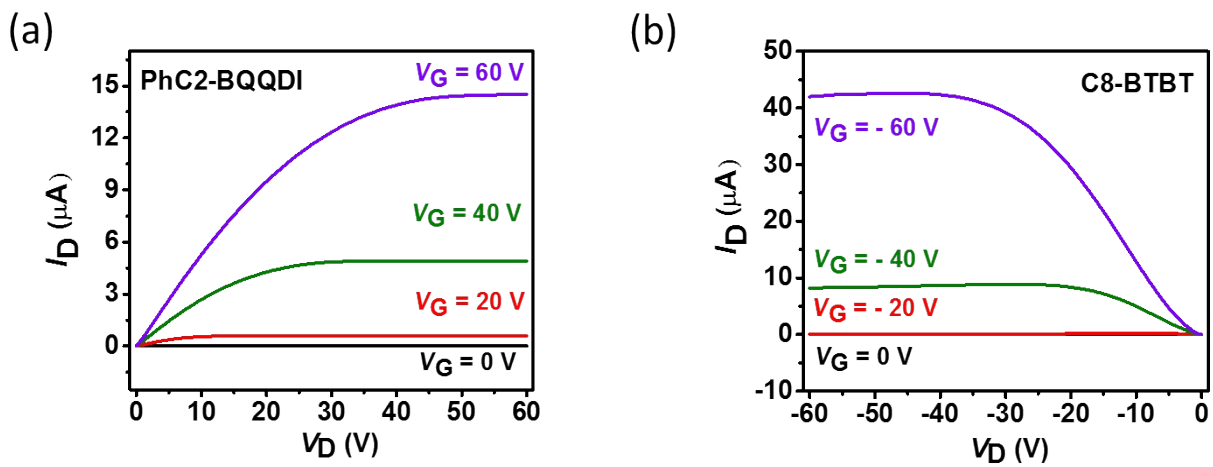 (a)
PhC2-BQQDI
VG = 60 V
VG = 40 V
VG = 20 V
VG = 0 V
15
12
9
6
3
0
ID (μA)
0 10 20 30 40 50 60
VD (V)
(b)
C8-BTBT
VG = - 60 V
VG = - 40 V
VG = - 20 V
VG = 0 V
50
40
30
20
10
0
-10
ID (μA)
-60 -50 -40 -30 -20 -10 0
VD (V)